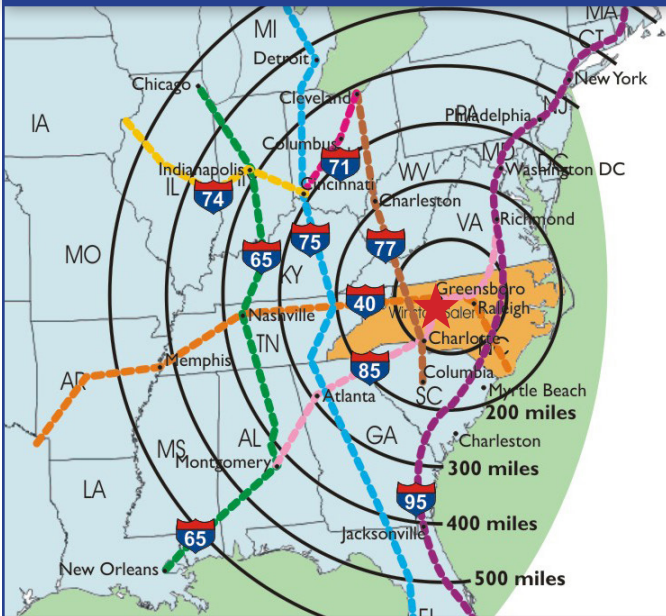 MI
MA
CT
Detroit
New York
Chicago
Cleveland
IA
PA
NJ
Philadelphia
Columbus
MD
DC
Washington DC
Indianapolis
71
WV
IL
74
Cincinnati
Charleston
VA
Richmond
MO
75
77
65
KY
40
Greensboro
Raleigh
Nashville
TN
Charlotte
NC
Memphis
85
Columbia
AR
SC
Myrtle Beach
Atlanta
200 miles
MS
AL
GA
Charleston
Montgomery
300 miles
LA
95
65
400 miles
Jacksonville
New Orleans
500 miles
FL